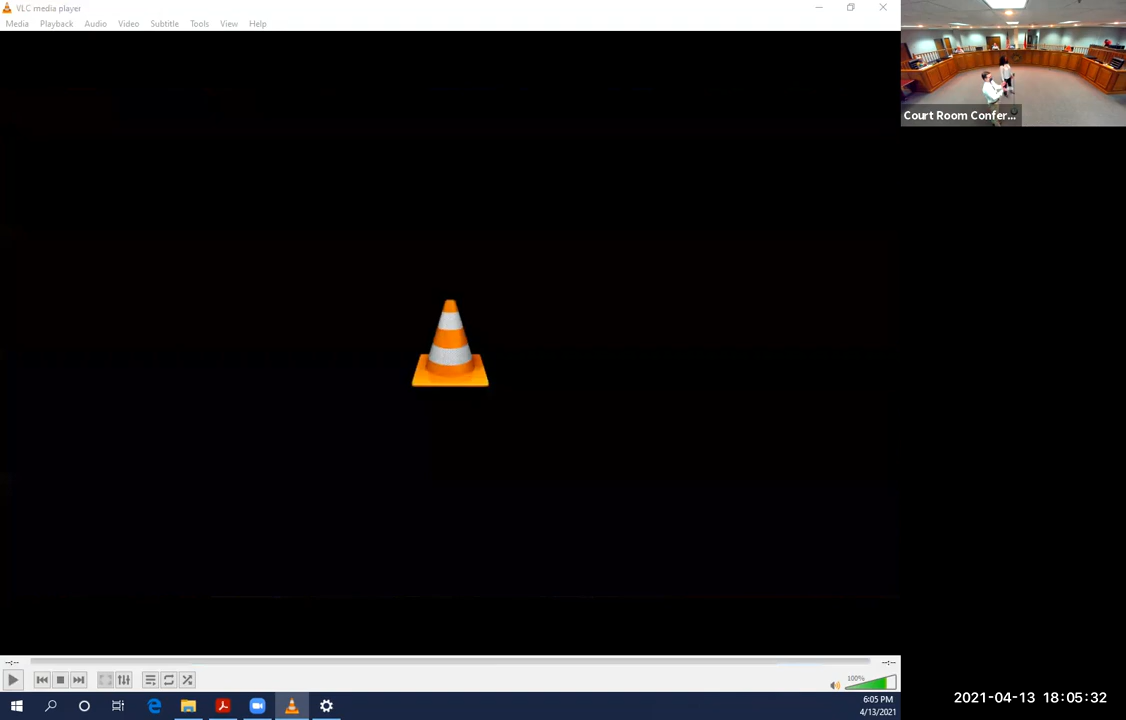 VLC media player
Media Playback Audio Video Subtitle Tools View Help
Court Room Confer...
--:-- --:--
100%
6:05 PM
4/13/2021
2021-04-13 18:05:32